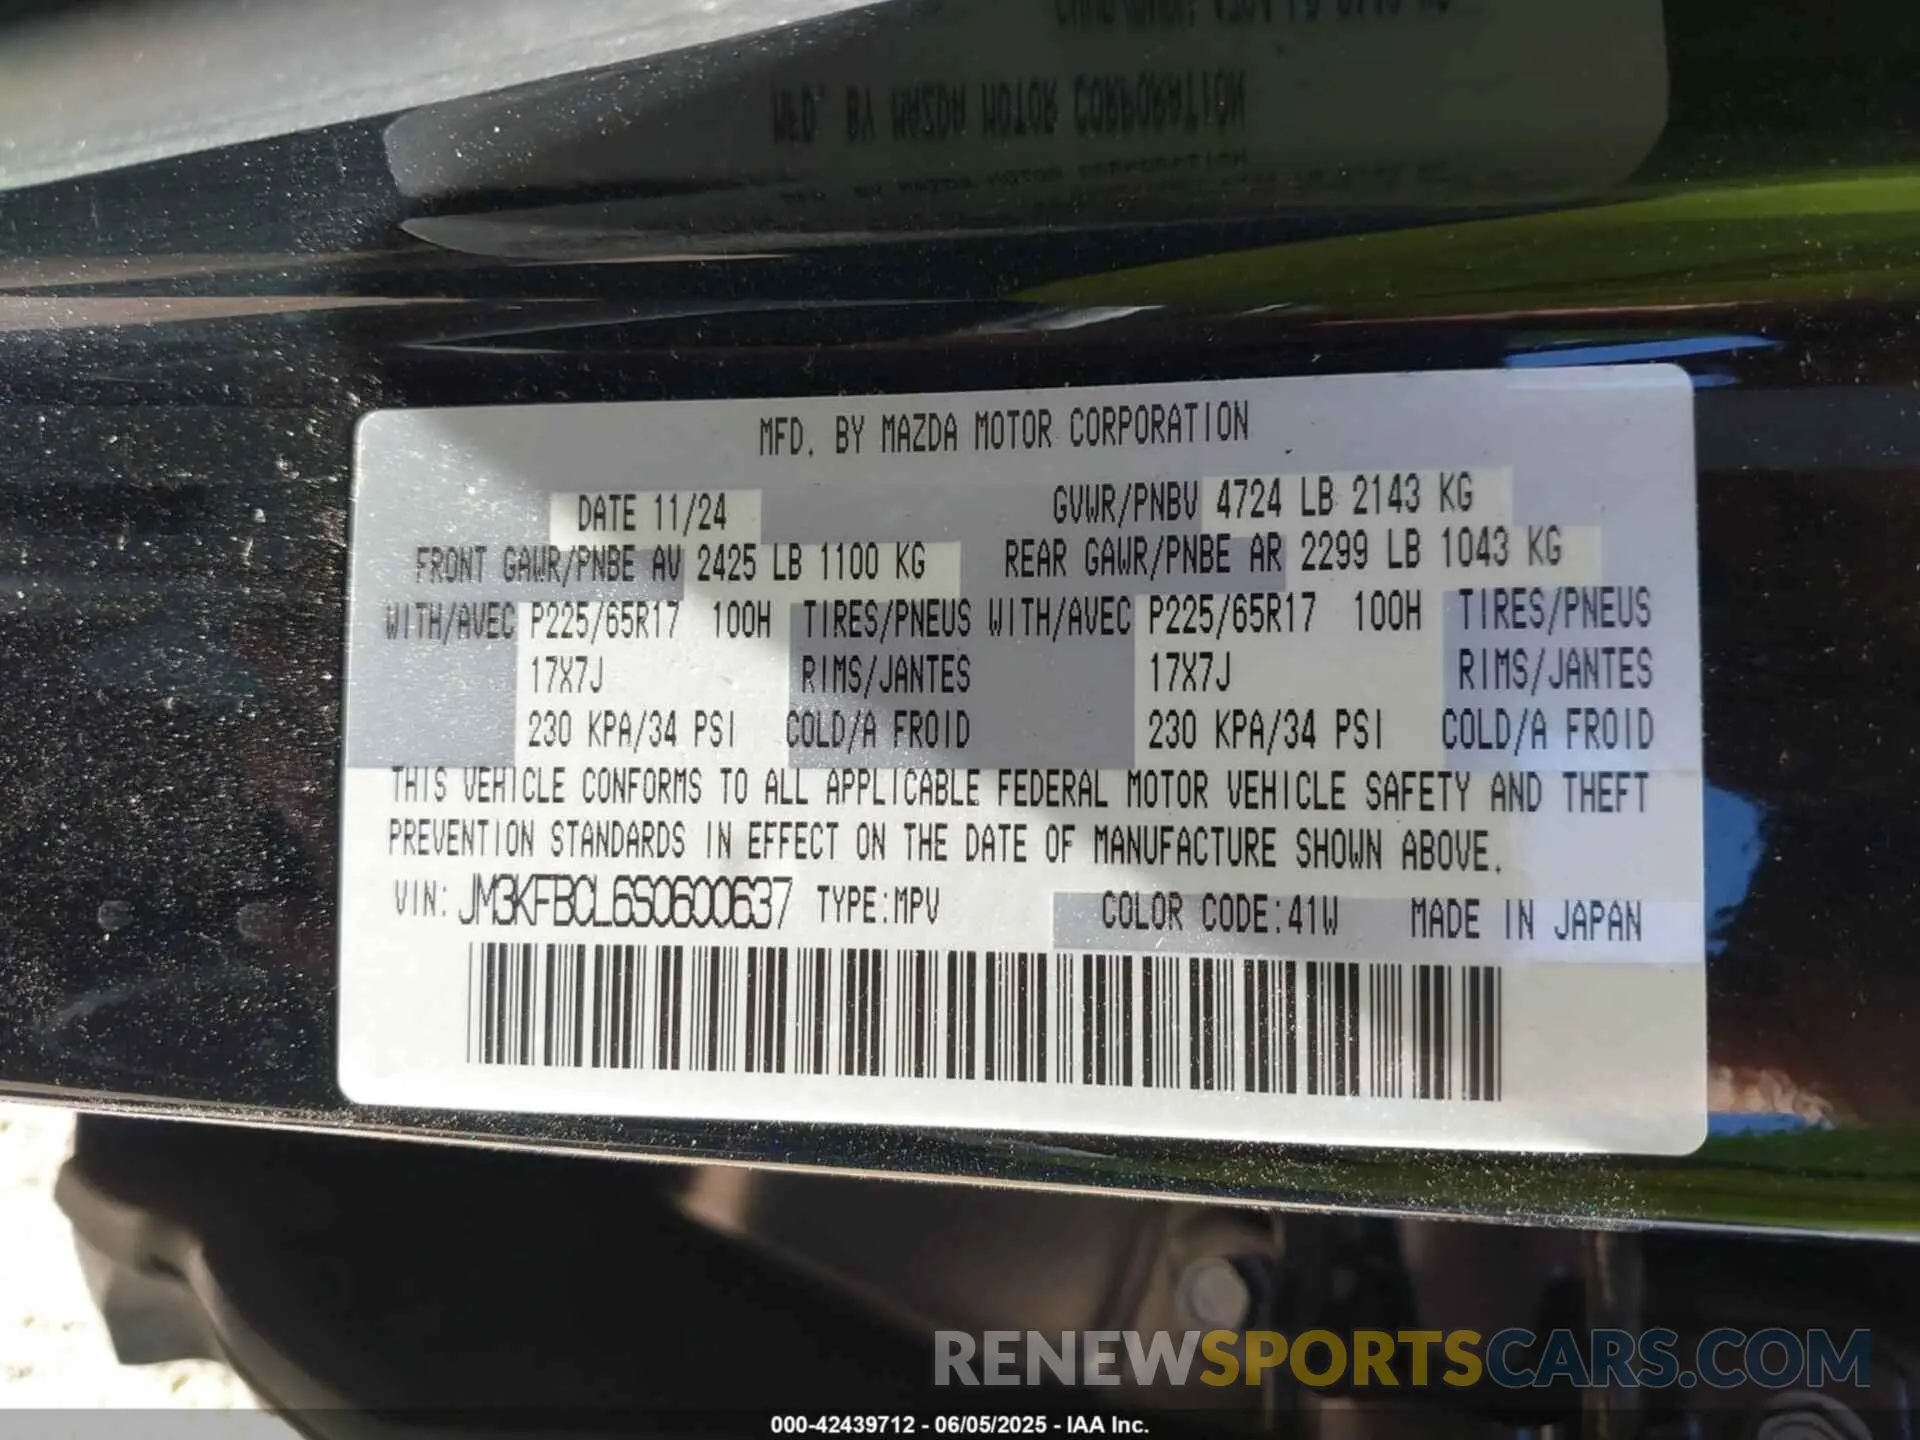 MFD. BY MAZDA MOTOR CORPORATION
DATE 11/24 GVWR/PNBV 4724 LB 2143 KG
FRONT GAWR/PNBE AV 2425 LB 1100 KG REAR GAWR/PNBE AR 2299 LB 1043 KG
WITH/AVEC P225/65R17 100H TIRES/PNEUS WITH/AVEC P225/65R17 100H TIRES/PNEUS
17X7J RIMS/JANTES 17X7J RIMS/JANTES
230 KPA/34 PSI COLD/A FROID 230 KPA/34 PSI COLD/A FROID
THIS VEHICLE CONFORMS TO ALL APPLICABLE FEDERAL MOTOR VEHICLE SAFETY AND THEFT
PREVENTION STANDARDS IN EFFECT ON THE DATE OF MANUFACTURE SHOWN ABOVE.
VIN: JM3KFBCL6S0600637 TYPE:MPV COLOR CODE:41W MADE IN JAPAN
RENEWSPORTSCARS.COM
000-42439712 - 06/05/2025 - IAA Inc.